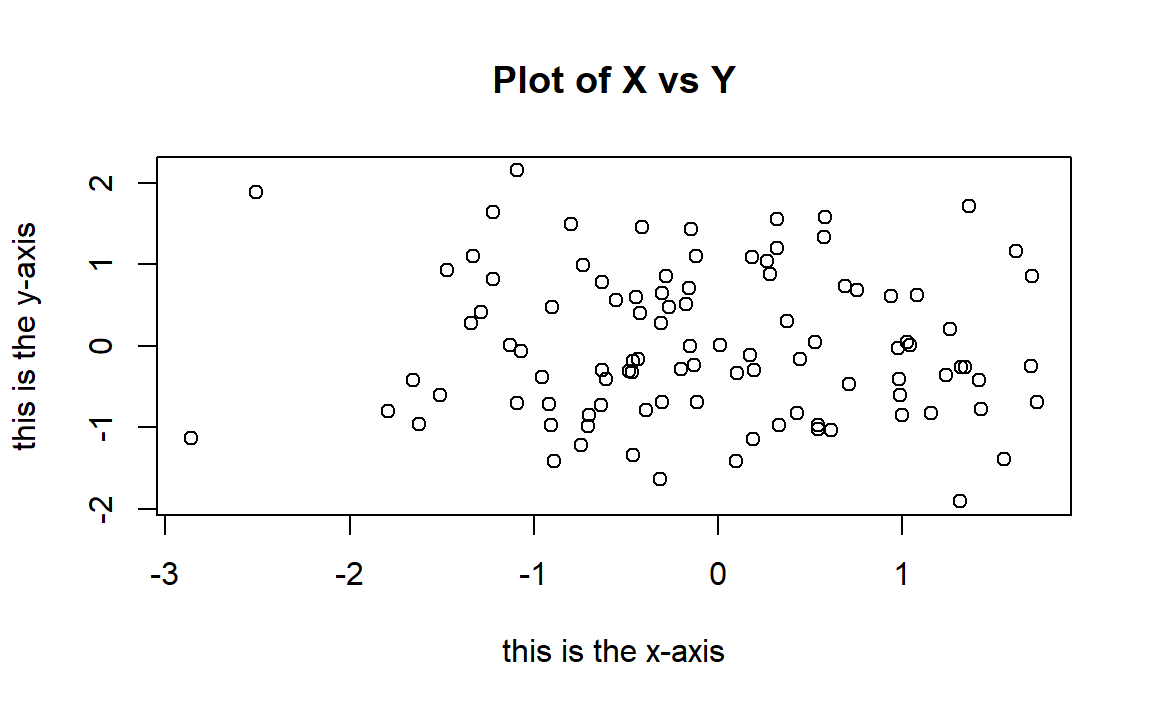 Plot of X vs Y
this is the y-axis
2
1
0
-1
-2
-3 -2 -1 0 1
this is the x-axis